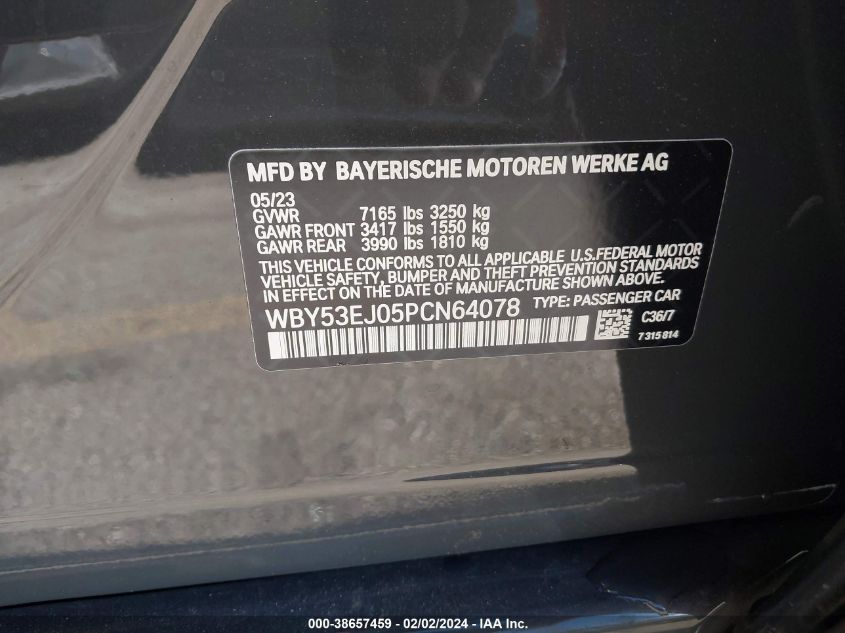 MFD BY BAYERISCHE MOTOREN WERKE AG
05/23
GVWR 7165 lbs 3250 kg
GAWR FRONT 3417 lbs 1550 kg
GAWR REAR 3990 lbs 1810 kg
THIS VEHICLE CONFORMS TO ALL APPLICABLE U.S.FEDERAL MOTOR
VEHICLE SAFETY, BUMPER AND THEFT PREVENTION STANDARDS
IN EFFECT ON THE DATE OF MANUFACTURE SHOWN ABOVE.
WBY53EJ05PCN64078 TYPE: PASSENGER CAR
C36/7
7315814
000-38657459 - 02/02/2024 - IAA Inc.